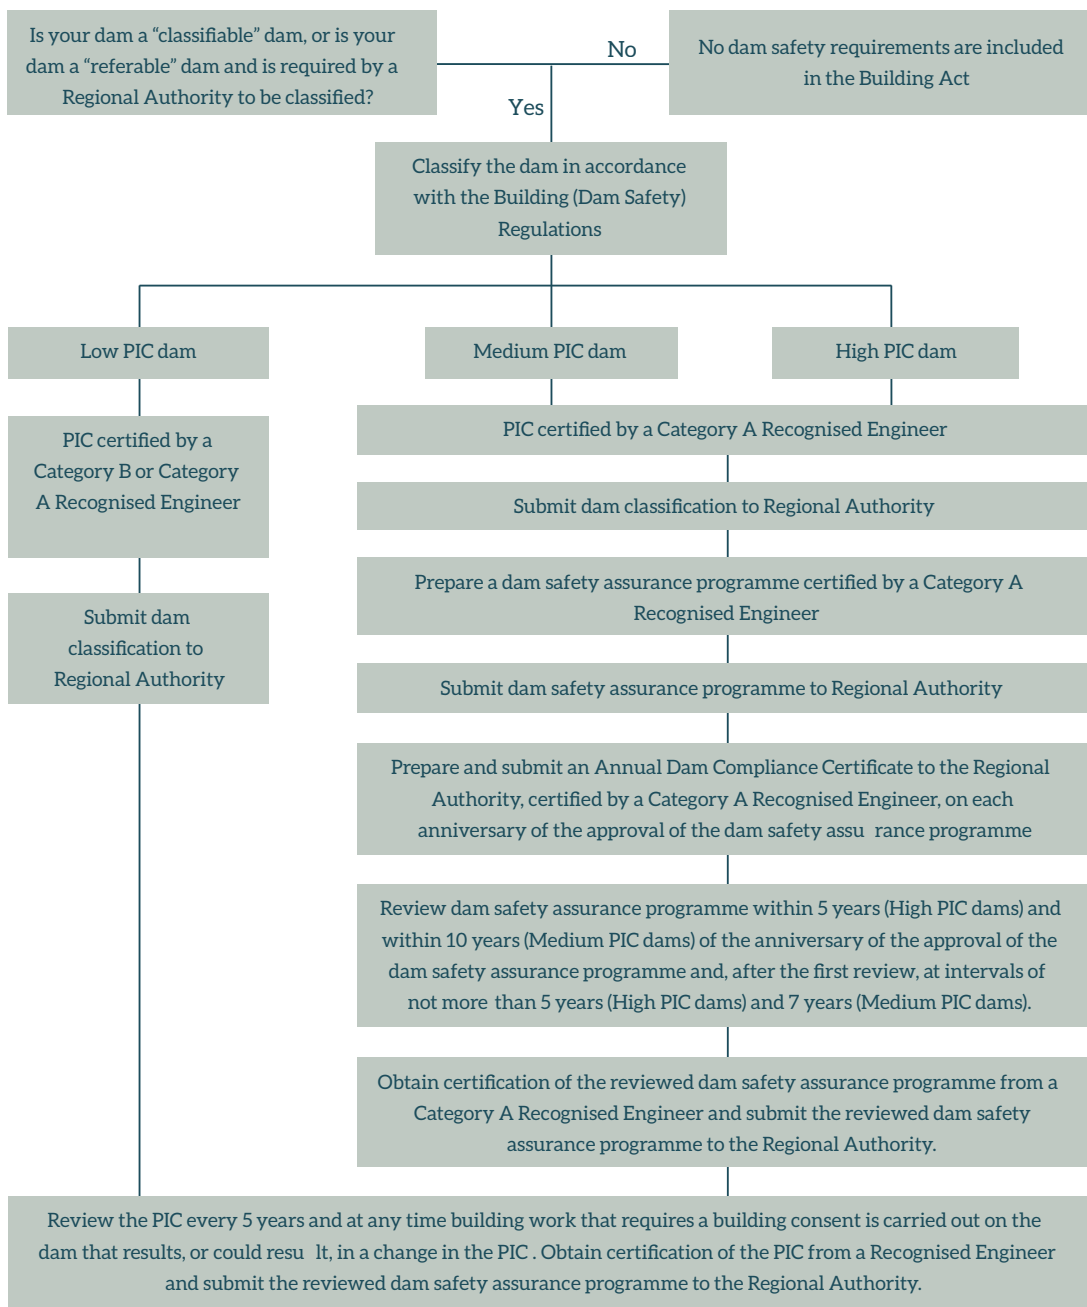 Is your dam a “classifiable” dam, or is your
dam a “referable” dam and is required by a
Regional Authority to be classified?
No
No dam safety requirements are included
in the Building Act
Yes
Classify the dam in accordance
with the Building (Dam Safety)
Regulations
Low PIC dam
Medium PIC dam
High PIC dam
PIC certified by a
Category B or Category
A Recognised Engineer
Submit dam
classification to
Regional Authority
PIC certified by a Category A Recognised Engineer
Submit dam classification to Regional Authority
Prepare a dam safety assurance programme certified by a Category A
Recognised Engineer
Submit dam safety assurance programme to Regional Authority
Prepare and submit an Annual Dam Compliance Certificate to the Regional
Authority, certified by a Category A Recognised Engineer, on each
anniversary of the approval of the dam safety assu rance programme
Review dam safety assurance programme within 5 years (High PIC dams) and
within 10 years (Medium PIC dams) of the anniversary of the approval of the
dam safety assurance programme and, after the first review, at intervals of
not more than 5 years (High PIC dams) and 7 years (Medium PIC dams).
Obtain certification of the reviewed dam safety assurance programme from a
Category A Recognised Engineer and submit the reviewed dam safety
assurance programme to the Regional Authority.
Review the PIC every 5 years and at any time building work that requires a building consent is carried out on the
dam that results, or could resu lt, in a change in the PIC . Obtain certification of the PIC from a Recognised Engineer
and submit the reviewed dam safety assurance programme to the Regional Authority.